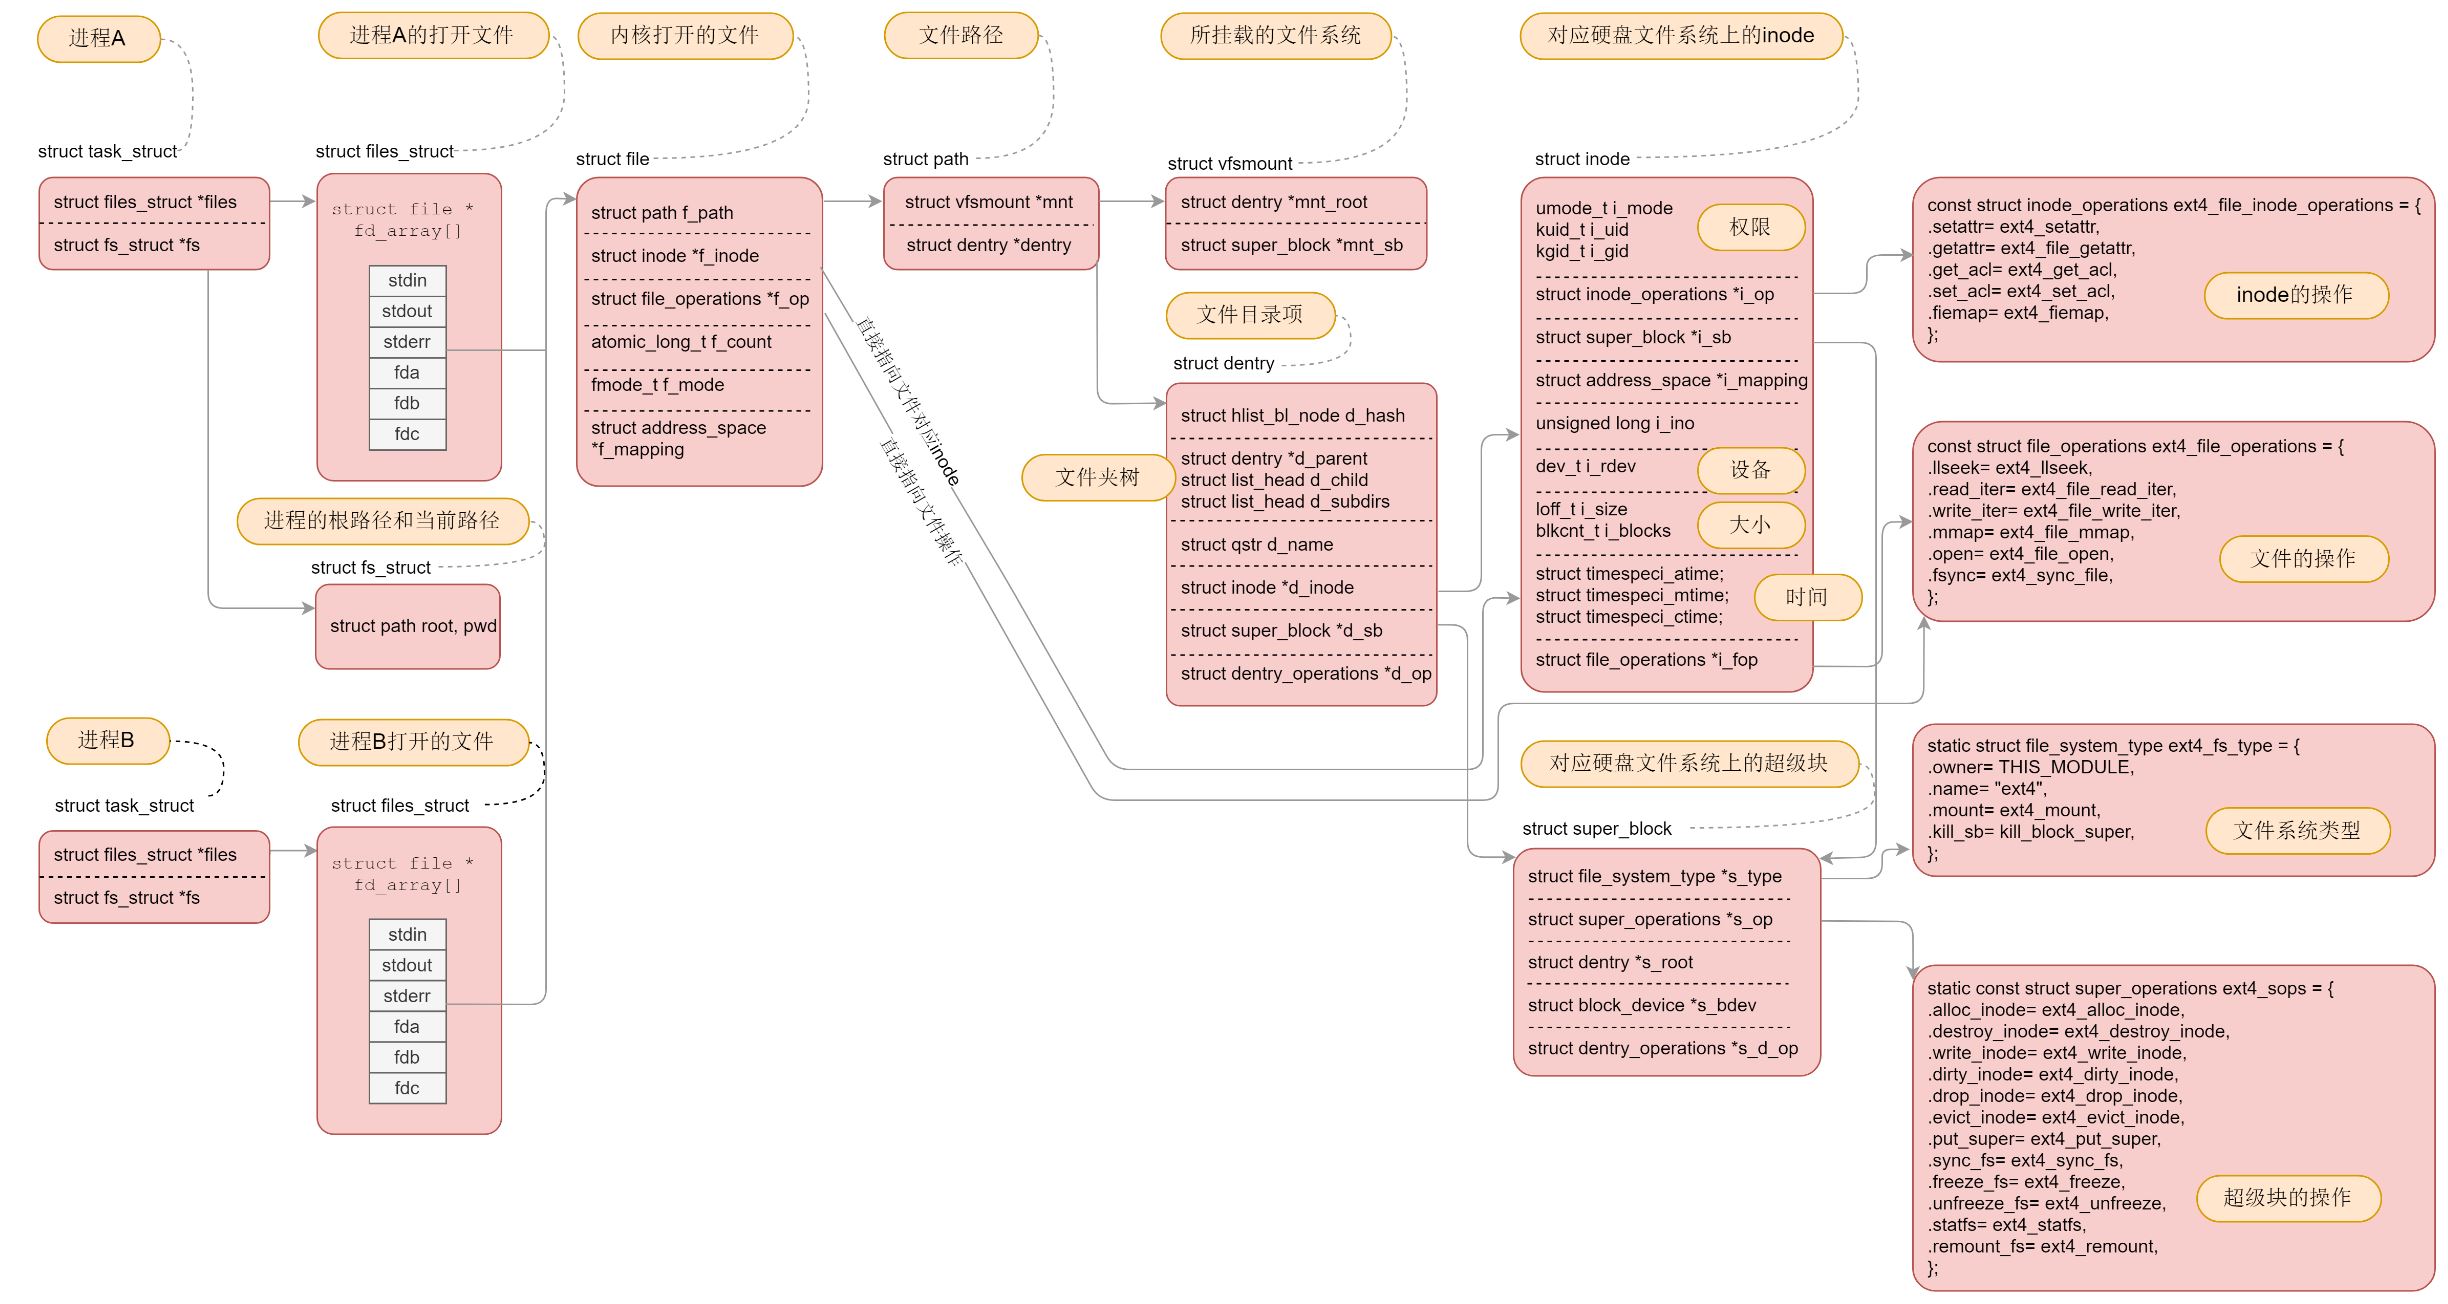 进程A
进程A的打开文件
内核打开的文件
文件路径
所挂载的文件系统
对应硬盘文件系统上的inode
struct task_struct
struct files_struct *files
struct fs_struct *fs
struct files_struct
struct file *
fd_array[]
stdin
stdout
stderr
fda
fdb
fdc
进程的根路径和当前路径
struct fs_struct
struct path root, pwd
进程B
struct task_struct
struct files_struct *files
struct fs_struct *fs
进程B打开的文件
struct files_struct
struct file *
fd_array[]
stdin
stdout
stderr
fda
fdb
fdc
struct file
struct path f_path
struct inode *f_inode
struct file_operations *f_op
atomic_long_t f_count
fmode_t f_mode
struct address_space
*f_mapping
直接指向文件对应inode
直接指向文件操作
struct path
struct vfsmount *mnt
struct dentry *dentry
struct vfsmount
struct dentry *mnt_root
struct super_block *mnt_sb
文件目录项
struct dentry
struct hlist_bl_node d_hash
文件夹树
struct dentry *d_parent
struct list_head d_child
struct list_head d_subdirs
struct qstr d_name
struct inode *d_inode
struct super_block *d_sb
struct dentry_operations *d_op
struct inode
umode_t i_mode
kuid_t i_uid
kgid_t i_gid
权限
struct inode_operations *i_op
struct super_block *i_sb
struct address_space *i_mapping
unsigned long i_ino
dev_t i_rdev
设备
loff_t i_size
blkcnt_t i_blocks
大小
struct timespeci_atime;
struct timespeci_mtime;
struct timespeci_ctime;
时间
struct file_operations *i_fop
对应硬盘文件系统上的超级块
struct super_block
struct file_system_type *s_type
struct super_operations *s_op
struct dentry *s_root
struct block_device *s_bdev
struct dentry_operations *s_d_op
const struct inode_operations ext4_file_inode_operations = {
.setattr= ext4_setattr,
.getattr= ext4_file_getattr,
.get_acl= ext4_get_acl,
.set_acl= ext4_set_acl,
.fiemap= ext4_fiemap,
};
inode的操作
const struct file_operations ext4_file_operations = {
.llseek= ext4_llseek,
.read_iter= ext4_file_read_iter,
.write_iter= ext4_file_write_iter,
.mmap= ext4_file_mmap,
.open= ext4_file_open,
.fsync= ext4_sync_file,
};
文件的操作
static struct file_system_type ext4_fs_type = {
.owner= THIS_MODULE,
.name= "ext4",
.mount= ext4_mount,
.kill_sb= kill_block_super,
};
文件系统类型
static const struct super_operations ext4_sops = {
.alloc_inode= ext4_alloc_inode,
.destroy_inode= ext4_destroy_inode,
.write_inode= ext4_write_inode,
.dirty_inode= ext4_dirty_inode,
.drop_inode= ext4_drop_inode,
.evict_inode= ext4_evict_inode,
.put_super= ext4_put_super,
.sync_fs= ext4_sync_fs,
.freeze_fs= ext4_freeze,
.unfreeze_fs= ext4_unfreeze,
.statfs= ext4_statfs,
.remount_fs= ext4_remount,
};
超级块的操作